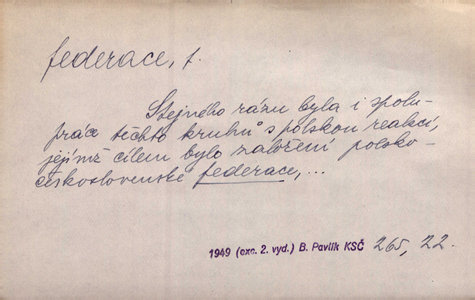 federace, f.
Stejného rázu byla i spolu-
práce těchto kruhů s polskou reakcí,
jejímž cílem bylo založení polsko-
československé federace, ...
1949 (exc. 2. vyd.) B. Pavlík KSČ 265, 22.